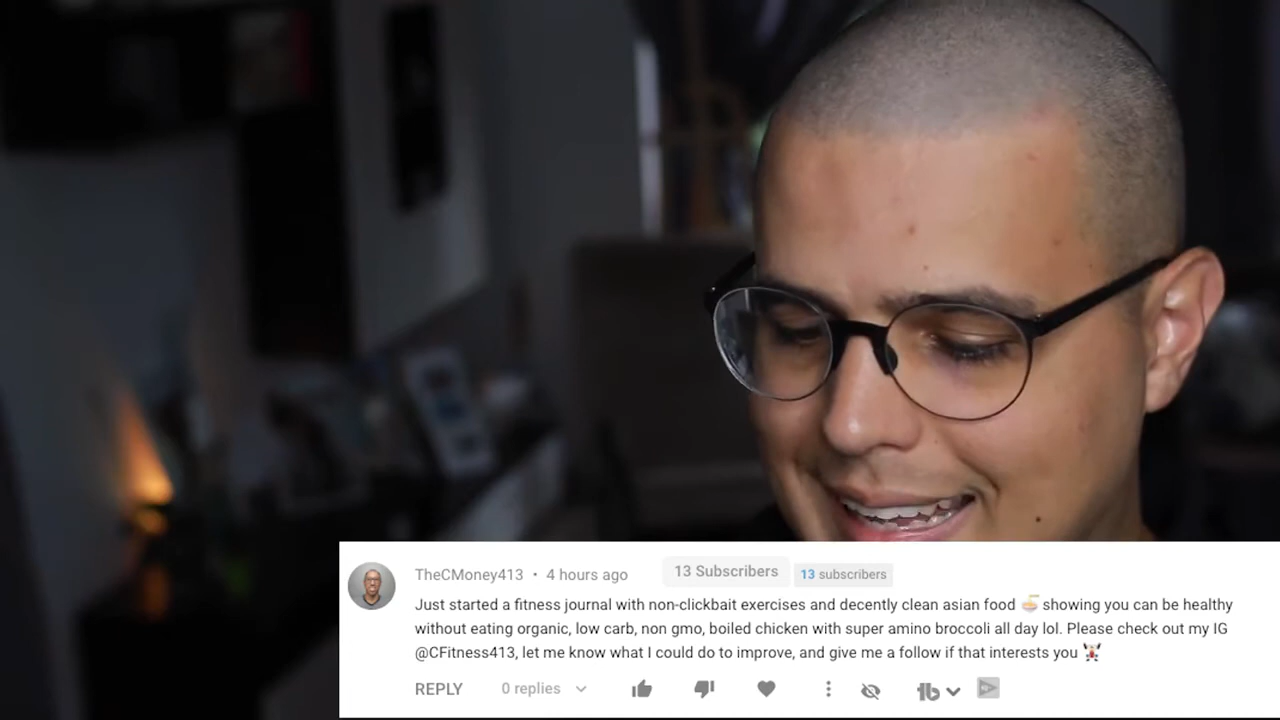 TheCMoney413 • 4 hours ago 13 Subscribers 13 subscribers
Just started a fitness journal with non-clickbait exercises and decently clean asian food 🍜 showing you can be healthy
without eating organic, low carb, non gmo, boiled chicken with super amino broccoli all day lol. Please check out my IG
@CFitness413, let me know what I could do to improve, and give me a follow if that interests you 🏋
REPLY 0 replies